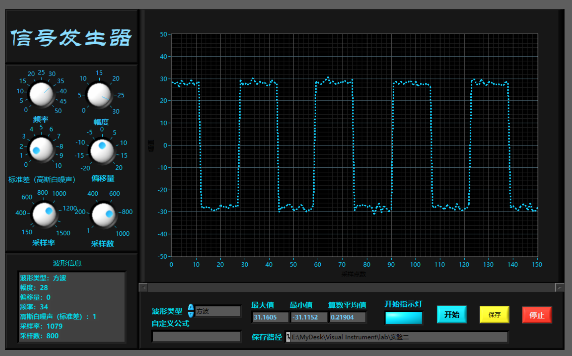 信号发生器
20 25 30
15 35
10 40
5 45
0 50
频率
15
10 20
5 25
0 30
幅度
5
4 6
3 7
2 8
1 9
0 10
标准差（高斯白噪声）
0
-5 5
-10 10
-15 15
偏移量
800 1000
600
1200
400
150 1500
采样率
400 600
200 800
1 1000
采样数
波形信息
波形类型：方波
幅度：28
偏移量：0
频率：34
高斯白噪声（标准差）：1
采样率：1079
采样数：800
50
40
30
20
10
0
-10
-20
-30
-40
-50
0 10 20 30 40 50 60 70 80 90 100 110 120 130 140 150
波形类型 方波
自定义公式
最大值 最小值 算数平均值
31.1605 -31.1152 0.21904
开始指示灯
开始 保存 停止
保存路径 E:\MyDesk\Visual Instrument\lab\实验二